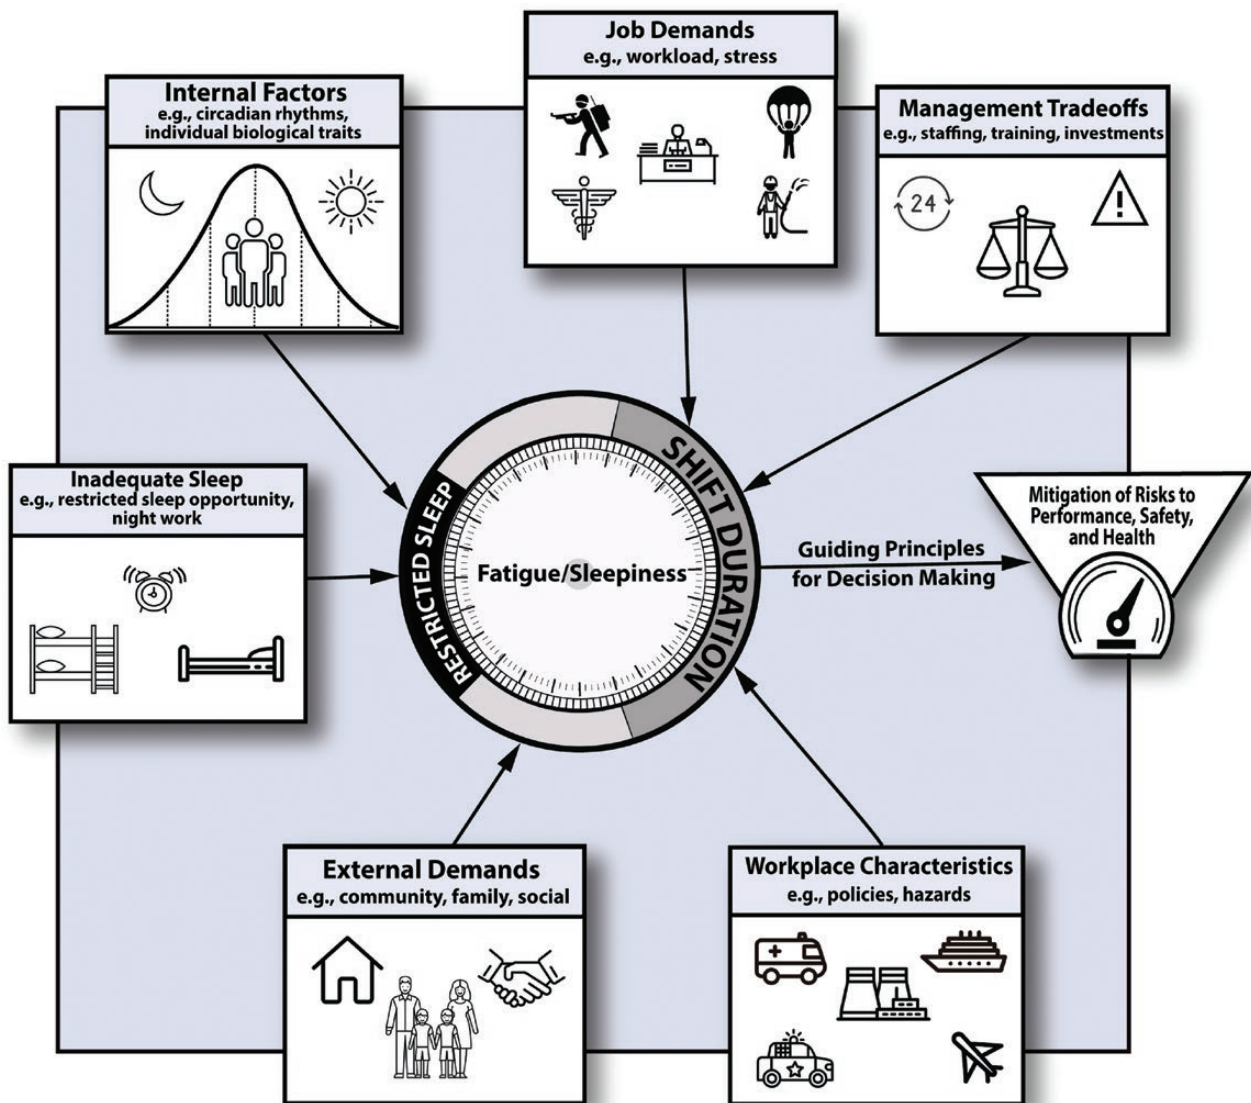 Job Demands
e.g., workload, stress
Internal Factors
e.g., circadian rhythms,
individual biological traits
Management Tradeoffs
e.g., staffing, training, investments
24
!
Inadequate Sleep
e.g., restricted sleep opportunity,
night work
RESTRICTED SLEEP
Fatigue/Sleepiness
SHIFT DURATION
Guiding Principles
for Decision Making
Mitigation of Risks to
Performance, Safety,
and Health
External Demands
e.g., community, family, social
Workplace Characteristics
e.g., policies, hazards